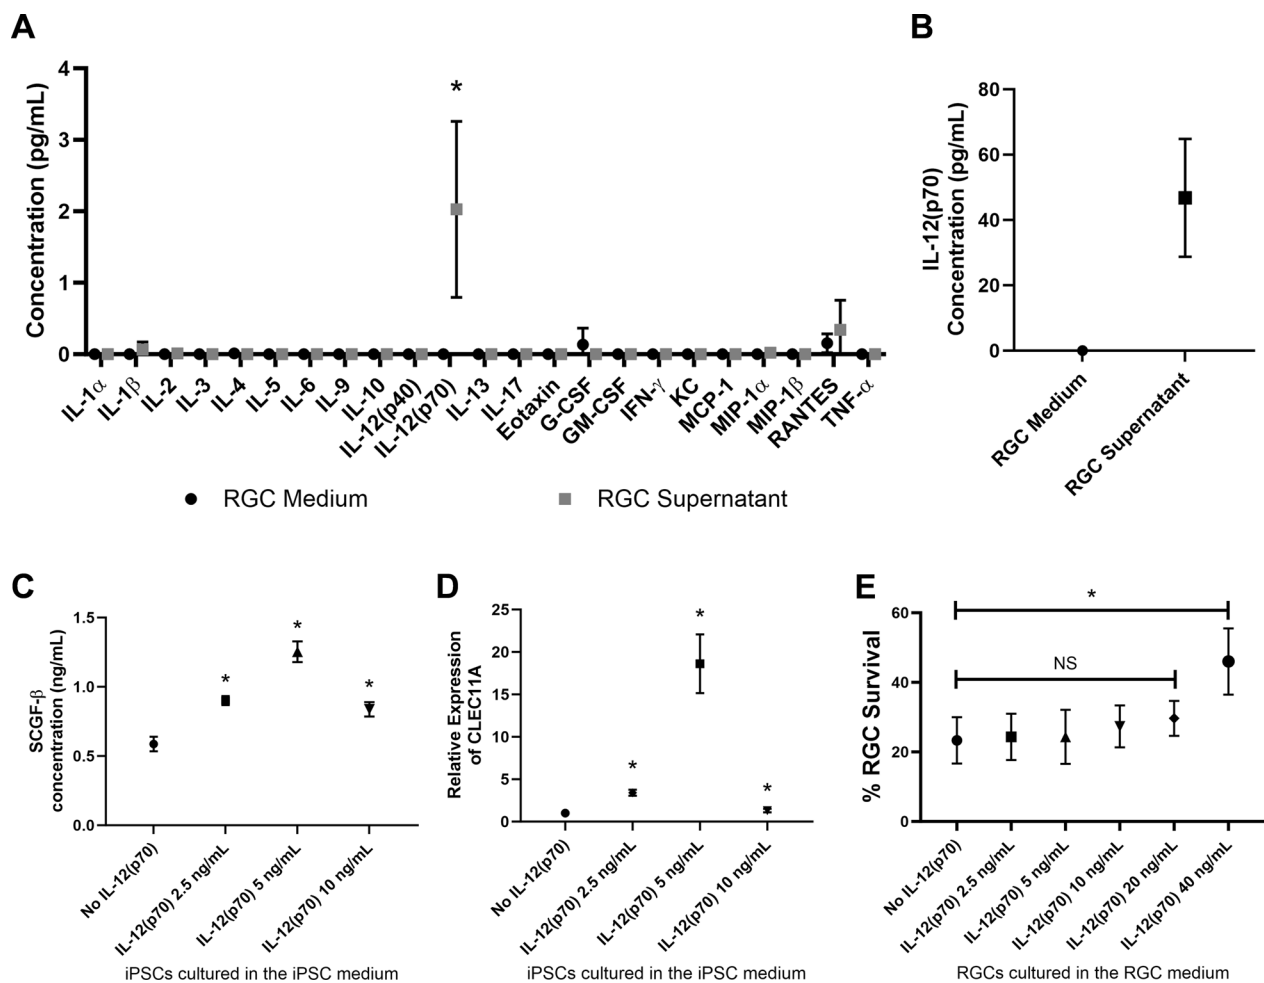 A
Concentration (pg/mL)
4
3
2
1
0
*
IL-1α
IL-1β
IL-2
IL-3
IL-4
IL-5
IL-6
IL-9
IL-10
IL-12(p40)
IL-12(p70)
IL-13
IL-17
Eotaxin
G-CSF
GM-CSF
IFN-γ
KC
MCP-1
MIP-1α
MIP-1β
RANTES
TNF-α
RGC Medium
RGC Supernatant
B
IL-12(p70)
Concentration (pg/mL)
80
60
40
20
0
RGC Medium
RGC Supernatant
C
SCGF-β
concentration (ng/mL)
1.5
1.0
0.5
0.0
*
*
*
No IL-12(p70)
IL-12(p70) 2.5 ng/mL
IL-12(p70) 5 ng/mL
IL-12(p70) 10 ng/mL
iPSCs cultured in the iPSC medium
D
Relative Expression
of CLEC11A
25
20
15
10
5
0
*
*
*
No IL-12(p70)
IL-12(p70) 2.5 ng/mL
IL-12(p70) 5 ng/mL
IL-12(p70) 10 ng/mL
iPSCs cultured in the iPSC medium
E
% RGC Survival
60
40
20
0
*
NS
No IL-12(p70)
IL-12(p70) 2.5 ng/mL
IL-12(p70) 5 ng/mL
IL-12(p70) 10 ng/mL
IL-12(p70) 20 ng/mL
IL-12(p70) 40 ng/mL
RGCs cultured in the RGC medium